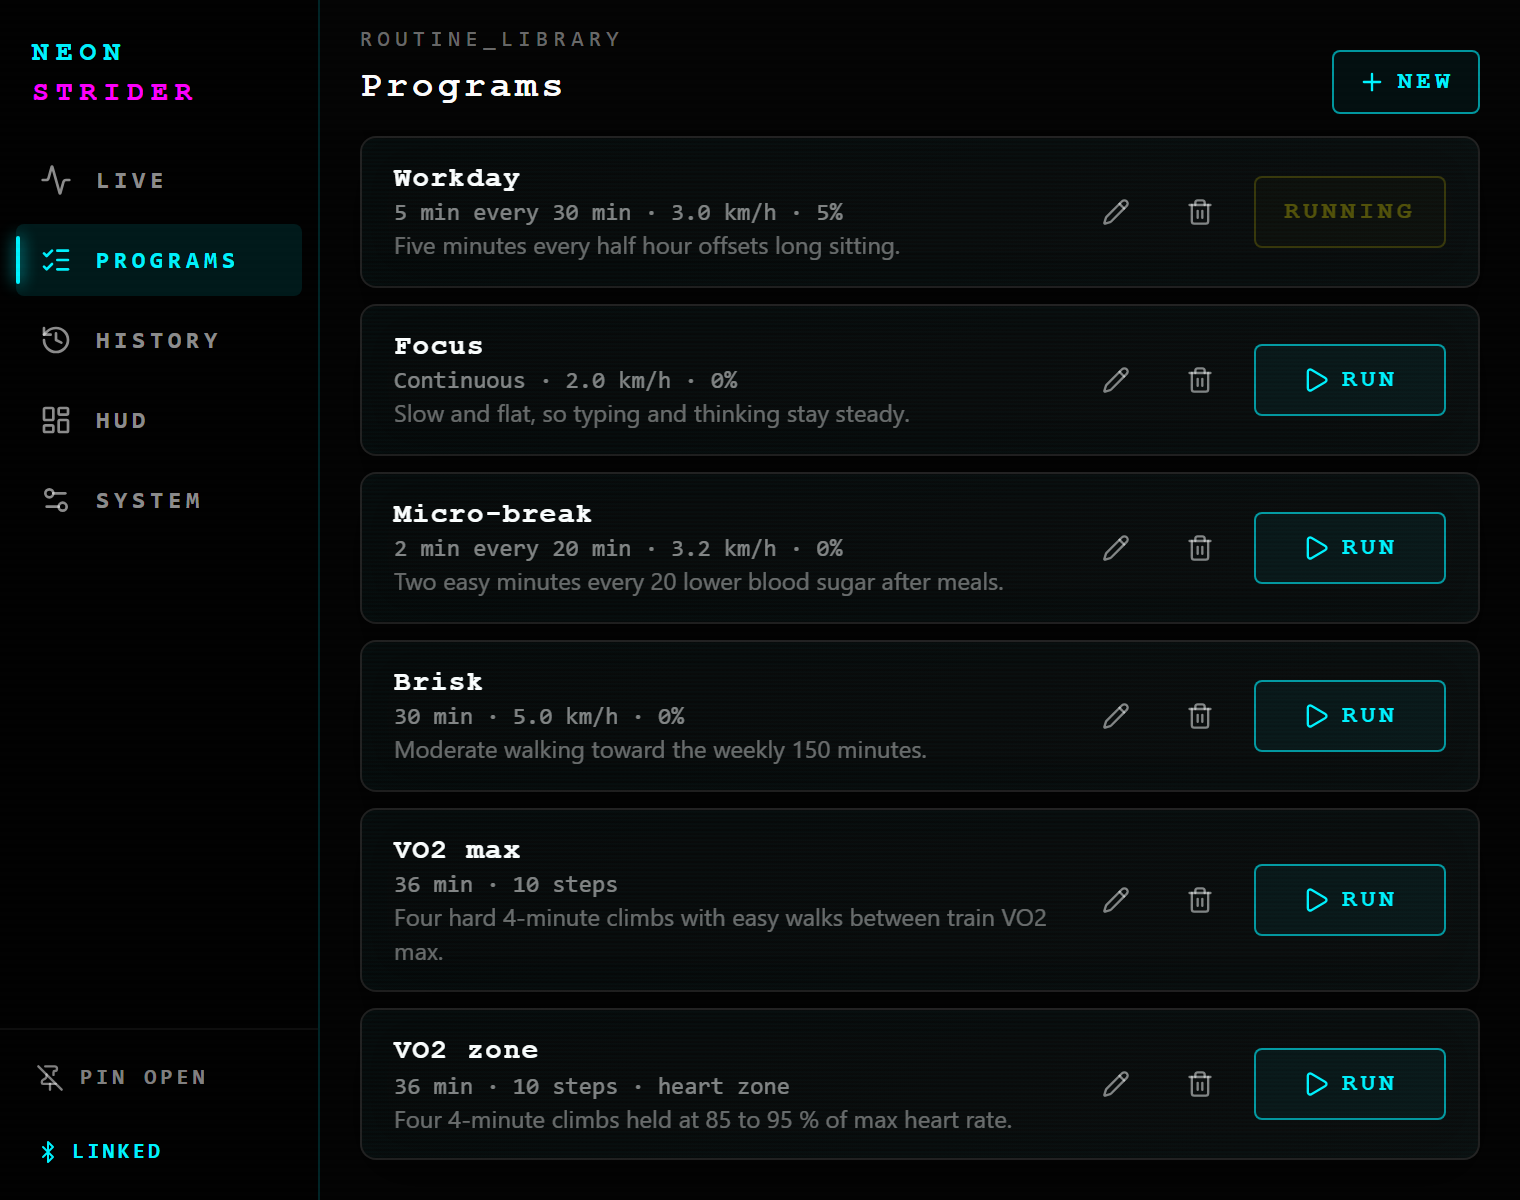 NEON
STRIDER
LIVE
PROGRAMS
HISTORY
HUD
SYSTEM
PIN OPEN
LINKED
ROUTINE_LIBRARY
Programs
NEW
Workday
5 min every 30 min · 3.0 km/h · 5%
Five minutes every half hour offsets long sitting.
RUNNING
Focus
Continuous · 2.0 km/h · 0%
Slow and flat, so typing and thinking stay steady.
RUN
Micro-break
2 min every 20 min · 3.2 km/h · 0%
Two easy minutes every 20 lower blood sugar after meals.
RUN
Brisk
30 min · 5.0 km/h · 0%
Moderate walking toward the weekly 150 minutes.
RUN
VO2 max
36 min · 10 steps
Four hard 4-minute climbs with easy walks between train VO2
max.
RUN
VO2 zone
36 min · 10 steps · heart zone
Four 4-minute climbs held at 85 to 95 % of max heart rate.
RUN